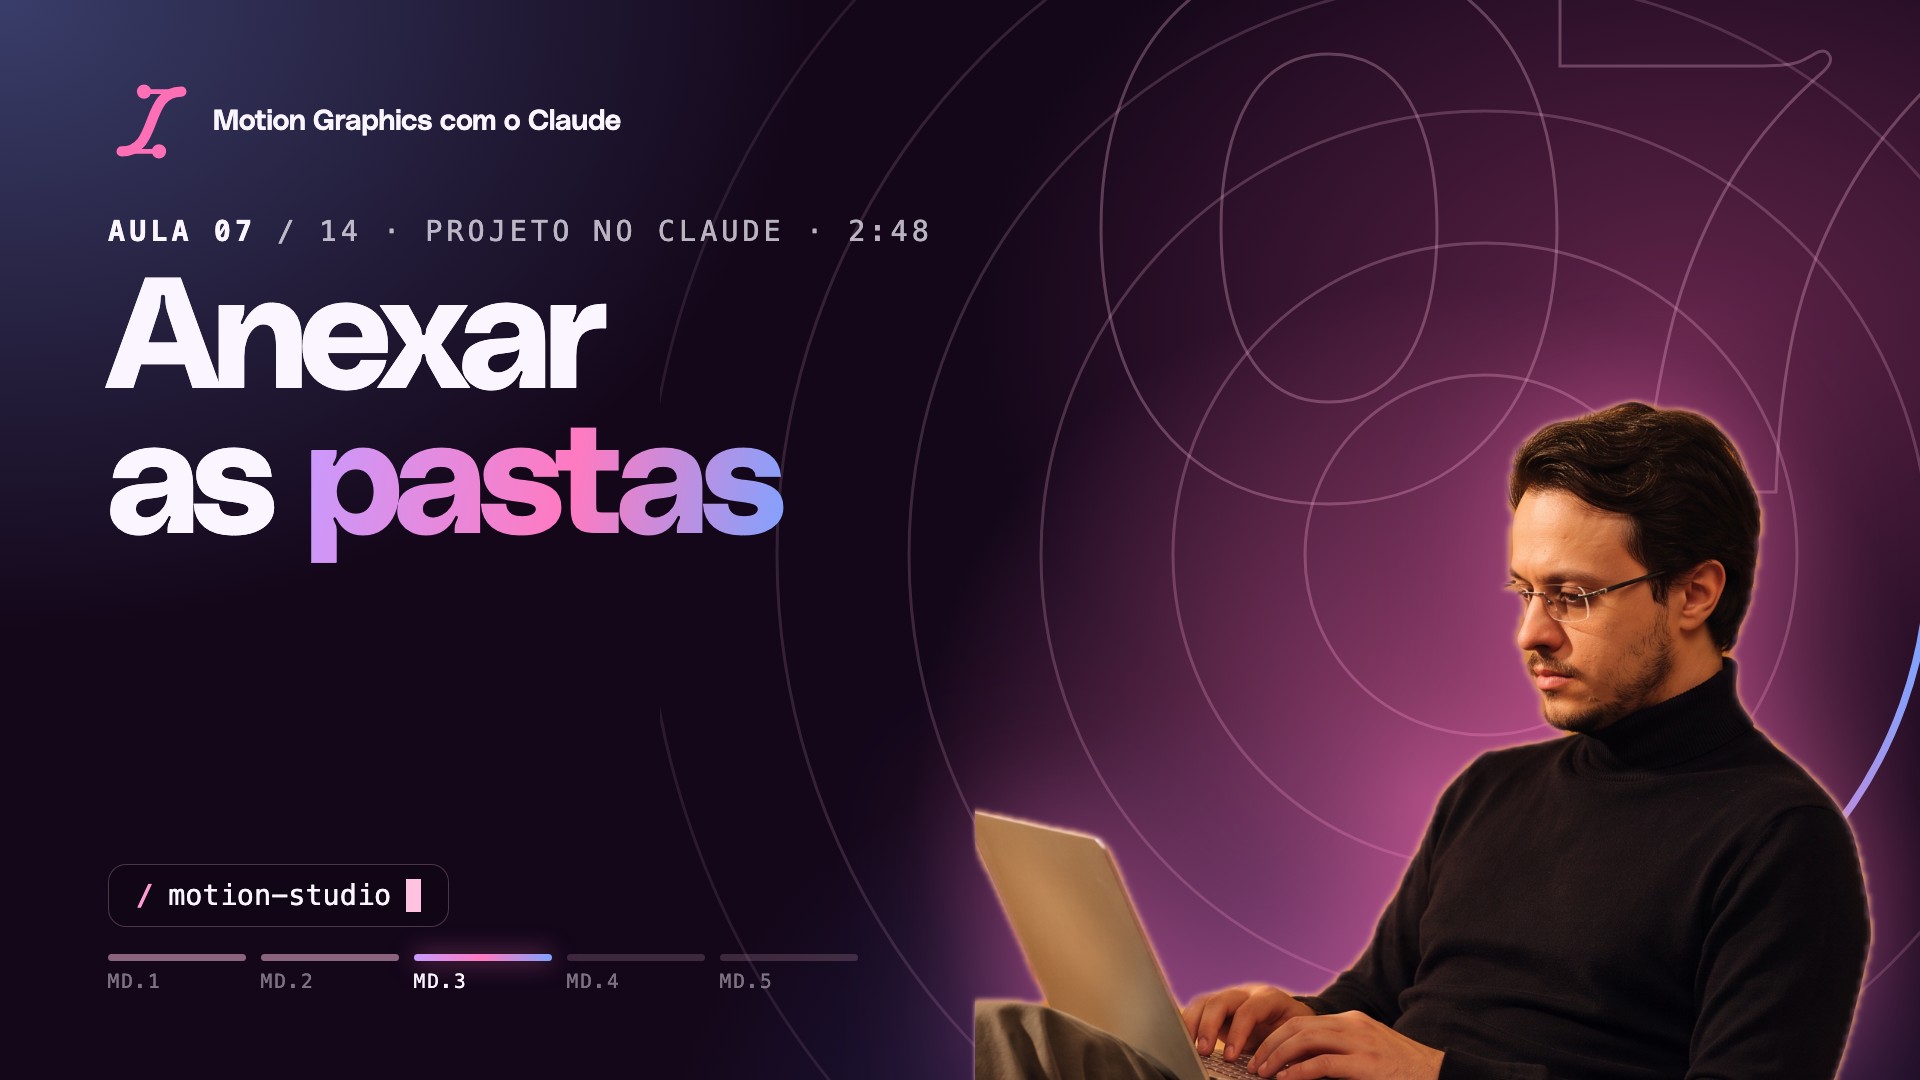 Motion Graphics com o Claude
AULA 07 / 14 · PROJETO NO CLAUDE · 2:48
Anexar
as pastas
07
/ motion-studio
MD.1 MD.2 MD.3 MD.4 MD.5